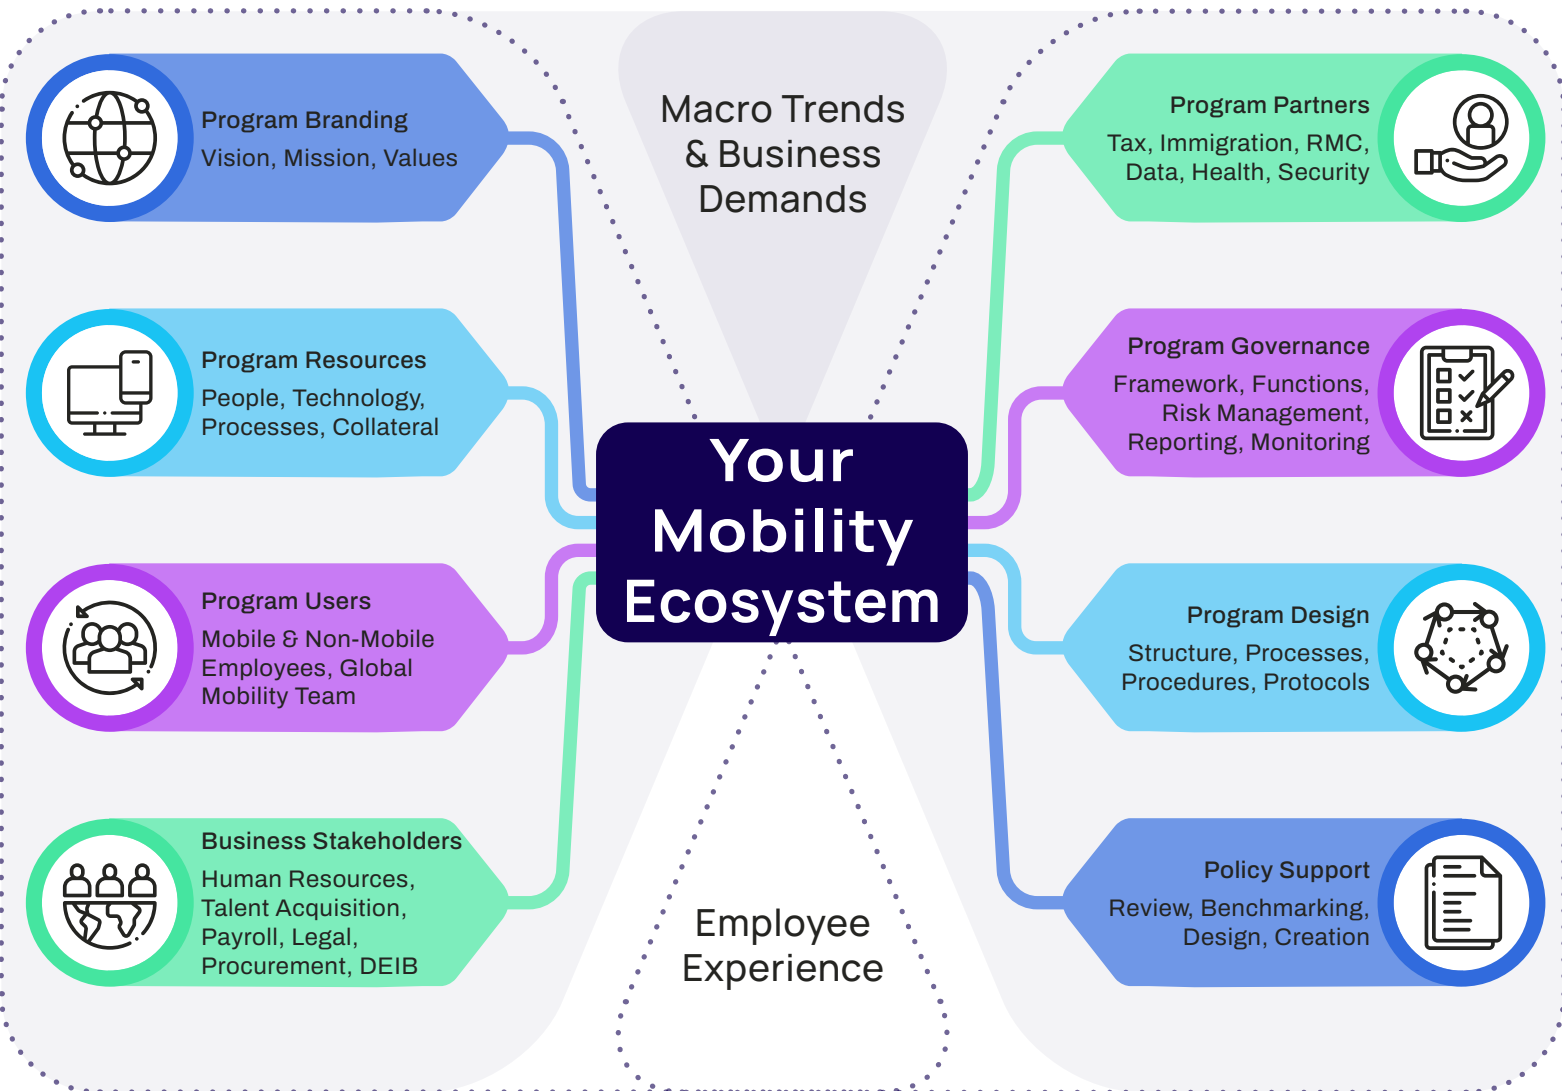 Macro Trends
& Business
Demands
Program Branding
Vision, Mission, Values
Program Resources
People, Technology,
Processes, Collateral
Program Users
Mobile & Non-Mobile
Employees, Global
Mobility Team
Business Stakeholders
Human Resources,
Talent Acquisition,
Payroll, Legal,
Procurement, DEIB
Your
Mobility
Ecosystem
Program Partners
Tax, Immigration, RMC,
Data, Health, Security
Program Governance
Framework, Functions,
Risk Management,
Reporting, Monitoring
Program Design
Structure, Processes,
Procedures, Protocols
Policy Support
Review, Benchmarking,
Design, Creation
Employee
Experience